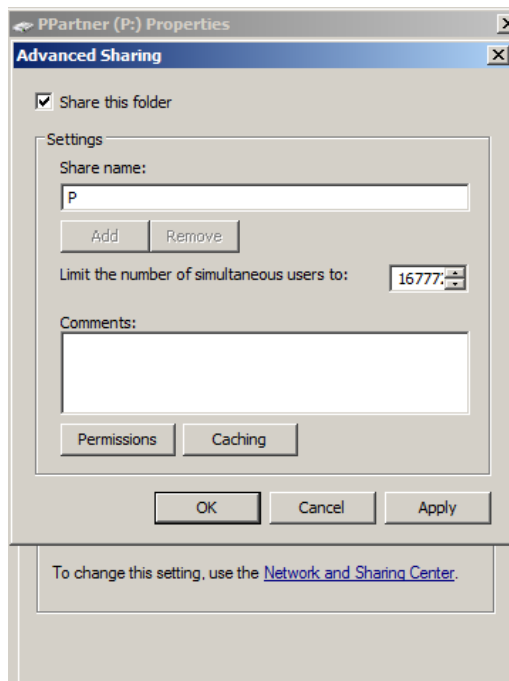 PPartner (P:) Properties
Advanced Sharing
Share this folder
Settings
Share name:
P
Add Remove
Limit the number of simultaneous users to:
16777
Comments:
Permissions Caching
OK Cancel Apply
To change this setting, use the Network and Sharing Center.